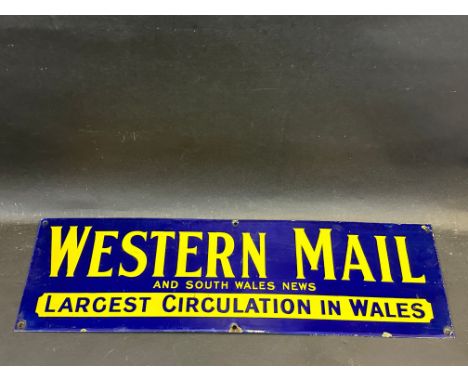 WESTERN MAIL
AND SOUTH WALES NEWS
LARGEST CIRCULATION IN WALES